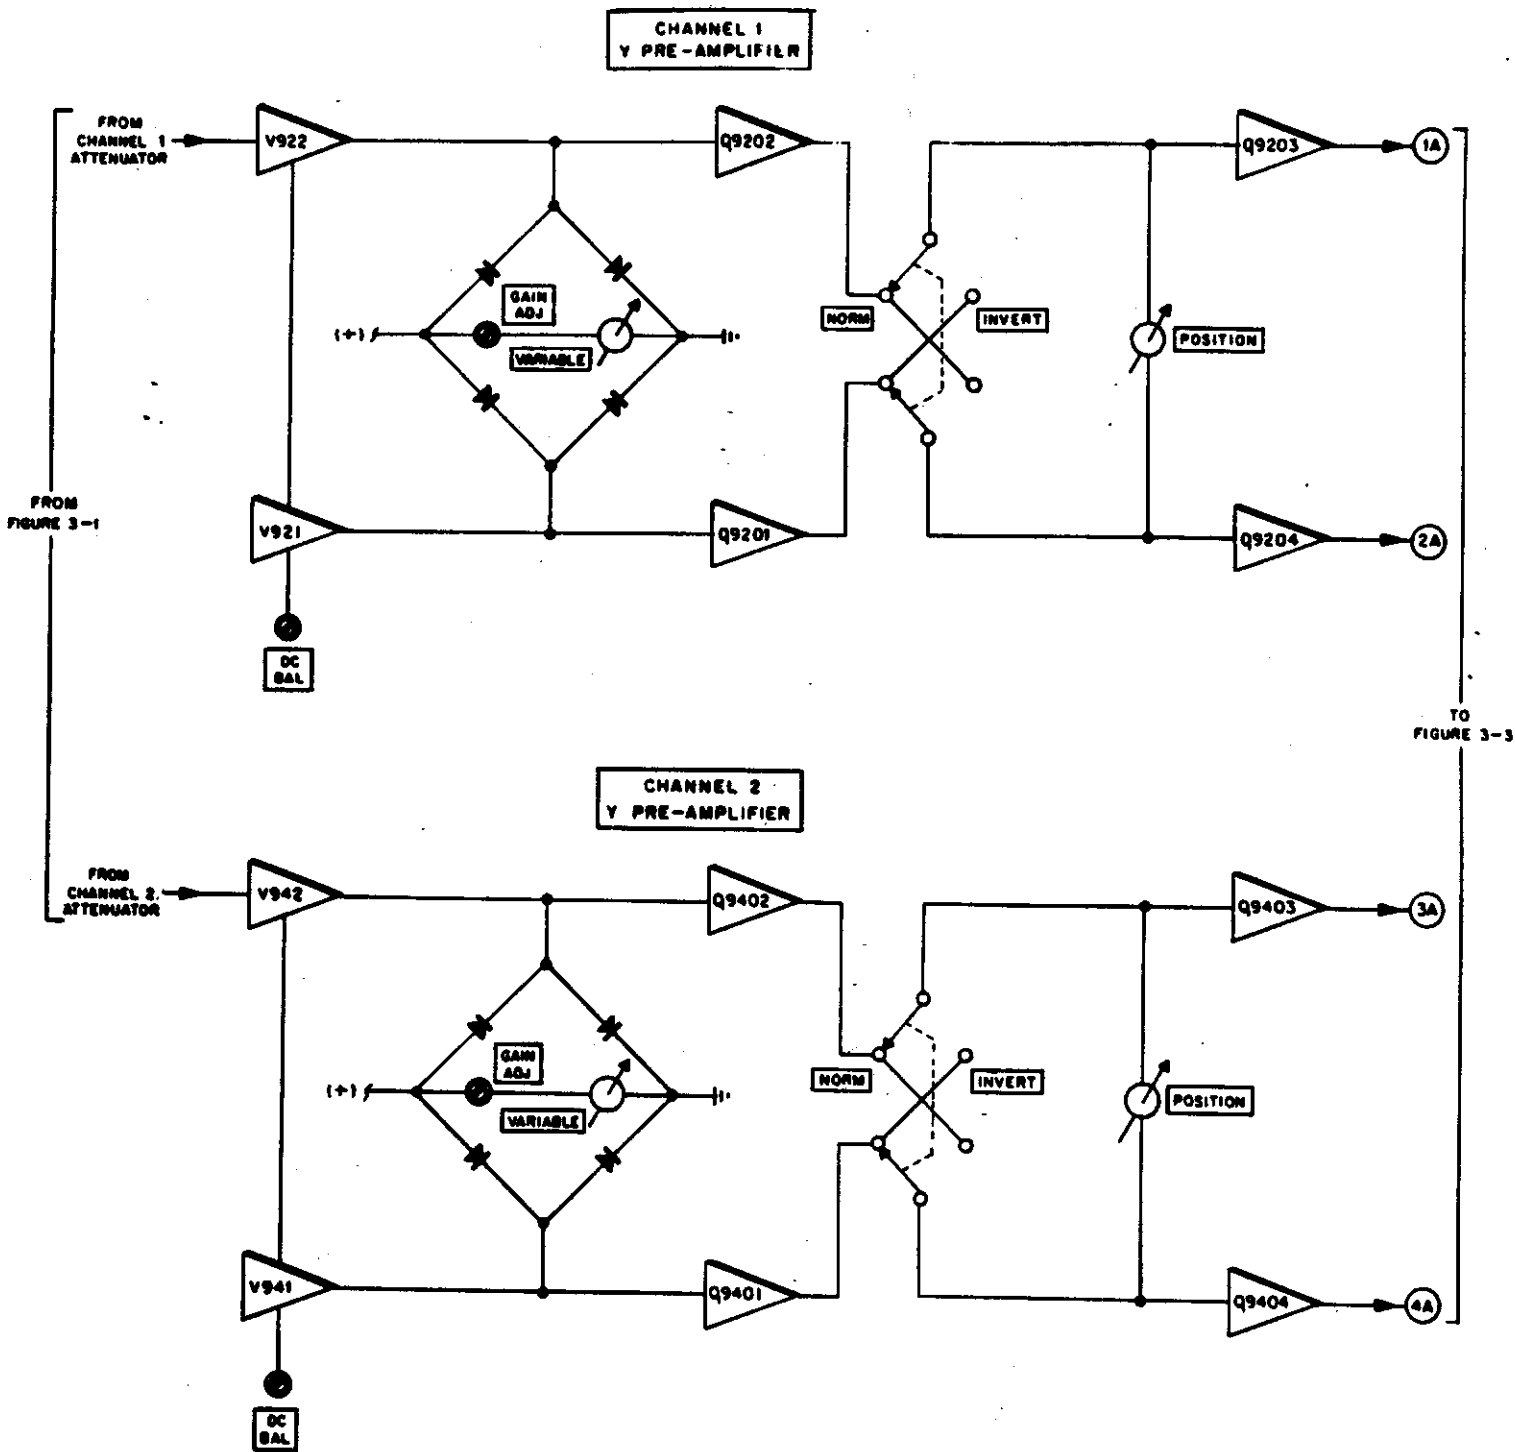 CHANNEL 1
Y PRE-AMPLIFIER
FROM
CHANNEL 1
ATTENUATOR
V922
Q9202
Q9203
1A
GAIN
ADJ
(+)
VARIABLE
NORM
INVERT
POSITION
FROM
FIGURE 3-1
V921
Q9201
Q9204
2A
DC
BAL
TO
FIGURE 3-3
CHANNEL 2
Y PRE-AMPLIFIER
FROM
CHANNEL 2.
ATTENUATOR
V942
Q9402
Q9403
3A
GAIN
ADJ
(+)
VARIABLE
NORM
INVERT
POSITION
V941
Q9401
Q9404
4A
DC
BAL